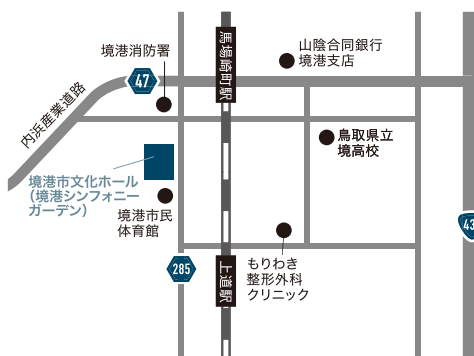 境港消防署
馬場崎町駅
山陰合同銀行
境港支店
47
内浜産業道路
鳥取県立
境高校
境港市文化ホール
(境港シンフォニー
ガーデン)
境港市民
体育館
43
285
上道駅
もりわき
整形外科
クリニック